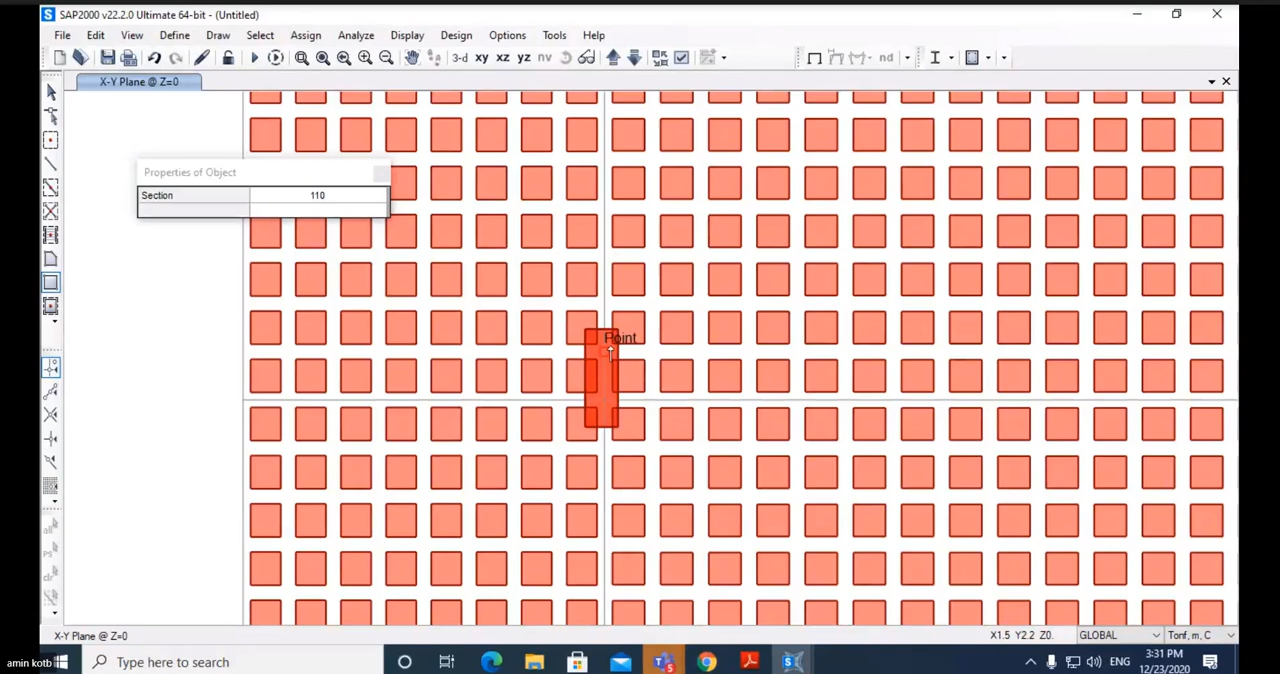 SAP2000 v22.2.0 Ultimate 64-bit - (Untitled)
File Edit View Define Draw Select Assign Analyze Display Design Options Tools Help
3-d xy xz yz nv nd
X-Y Plane @ Z=0
Properties of Object
Section 110
Point
all
ps
clr
X-Y Plane @ Z=0 X1.5 Y2.2 Z0. GLOBAL Tonf, m, C
amin kotb Type here to search ENG 3:31 PM
12/23/2020